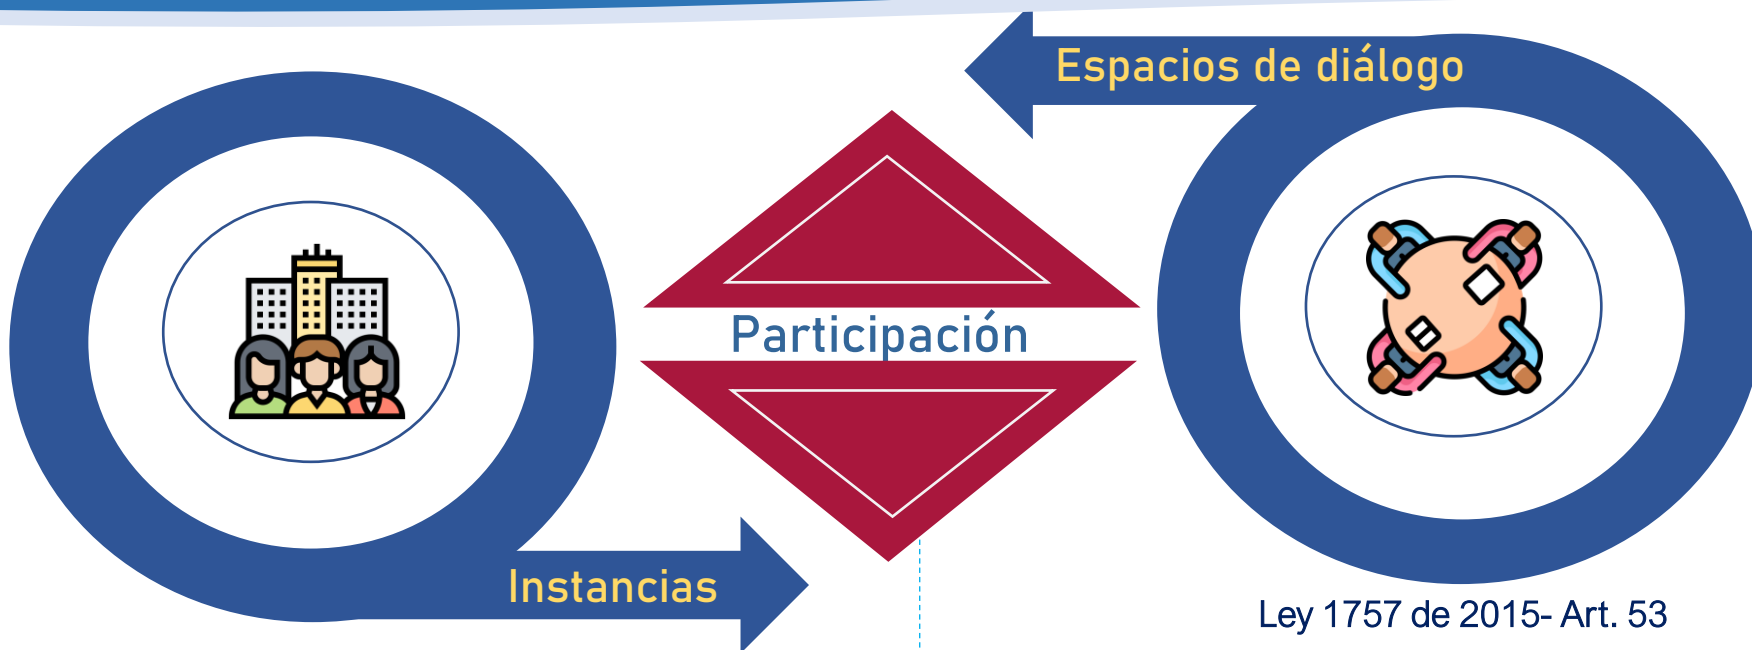 Espacios de diálogo
Participación
Instancias
Ley 1757 de 2015- Art. 53